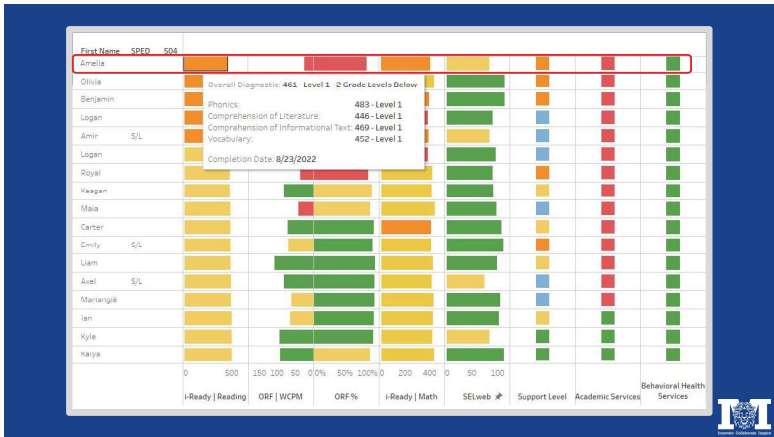 First Name SPED 504
Amelia
Olivia
Overall Diagnostic: 461 Level 1 2 Grade Levels Below
Benjamin
Phonics: 483 - Level 1
Logan
Comprehension of Literature: 446 - Level 1
Amir S/L
Comprehension of Informational Text: 469 - Level 1
Vocabulary: 452 - Level 1
Logan
Completion Date: 8/23/2022
Royal
Keagan
Maia
Carter
Emily S/L
Liam
Axel S/L
Mariangie
Ian
Kyle
Kaiya
0 500 150 100 50 0 0% 50% 100% 0 200 400 0 50 100
i-Ready | Reading ORF | WCPM ORF % i-Ready | Math SELweb Support Level Academic Services Behavioral Health Services
M
Innovate Collaborate Inspire